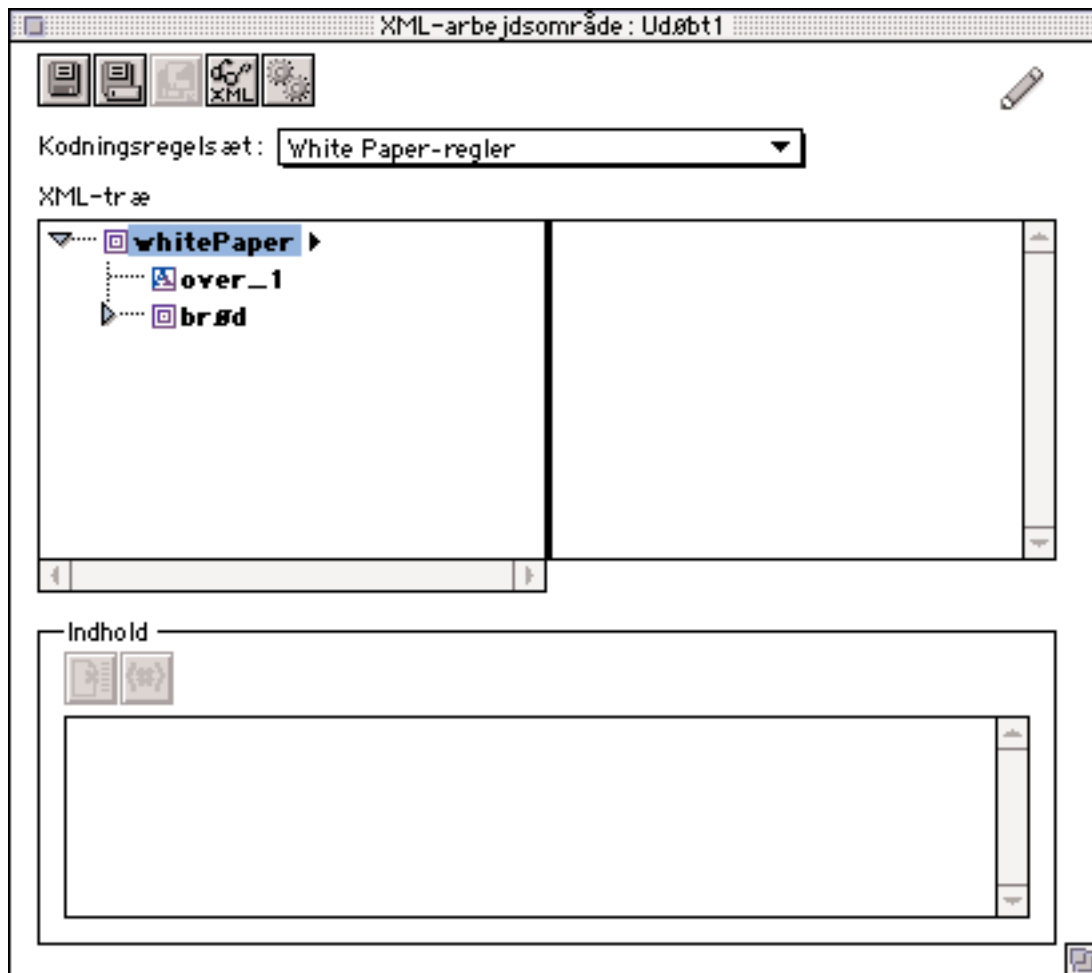 XML-arbejdsområde: Udøbt1
XML
Kodningsregelsæt: White Paper-regler
XML-træ
whitePaper
over_1
brød
Indhold